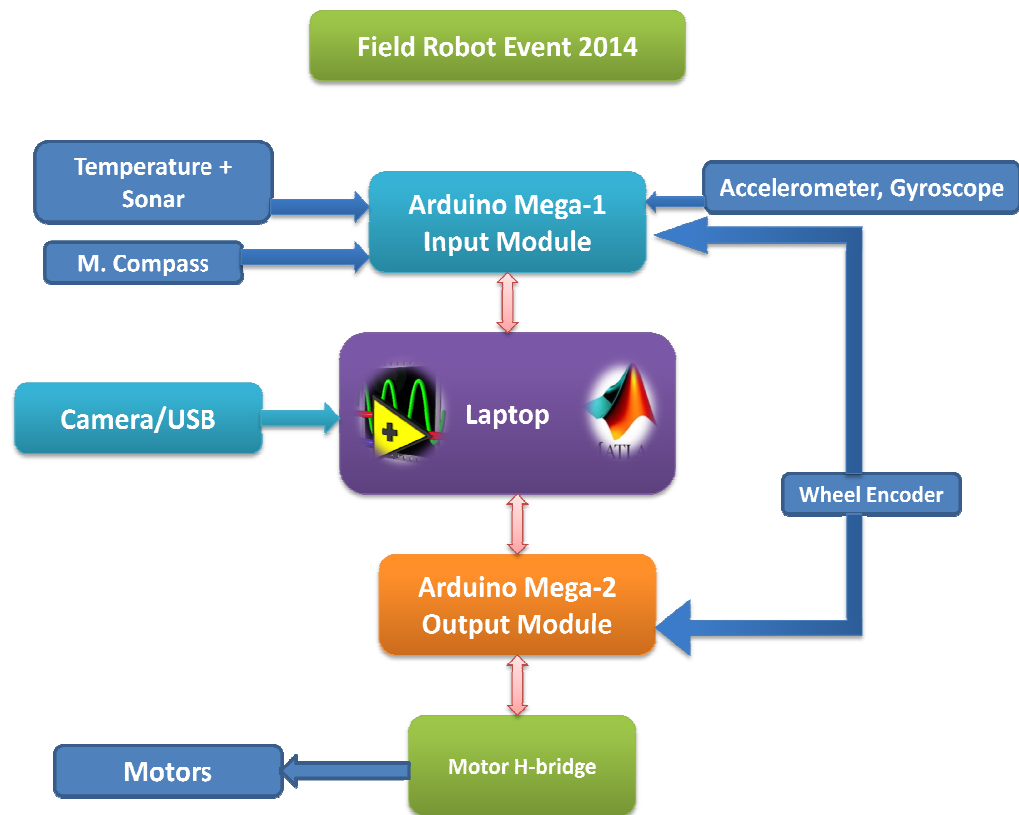 Field Robot Event 2014
Temperature +
Sonar
Arduino Mega-1
Input Module
Accelerometer, Gyroscope
M. Compass
Camera/USB
Laptop
Wheel Encoder
Arduino Mega-2
Output Module
Motors
Motor H-bridge